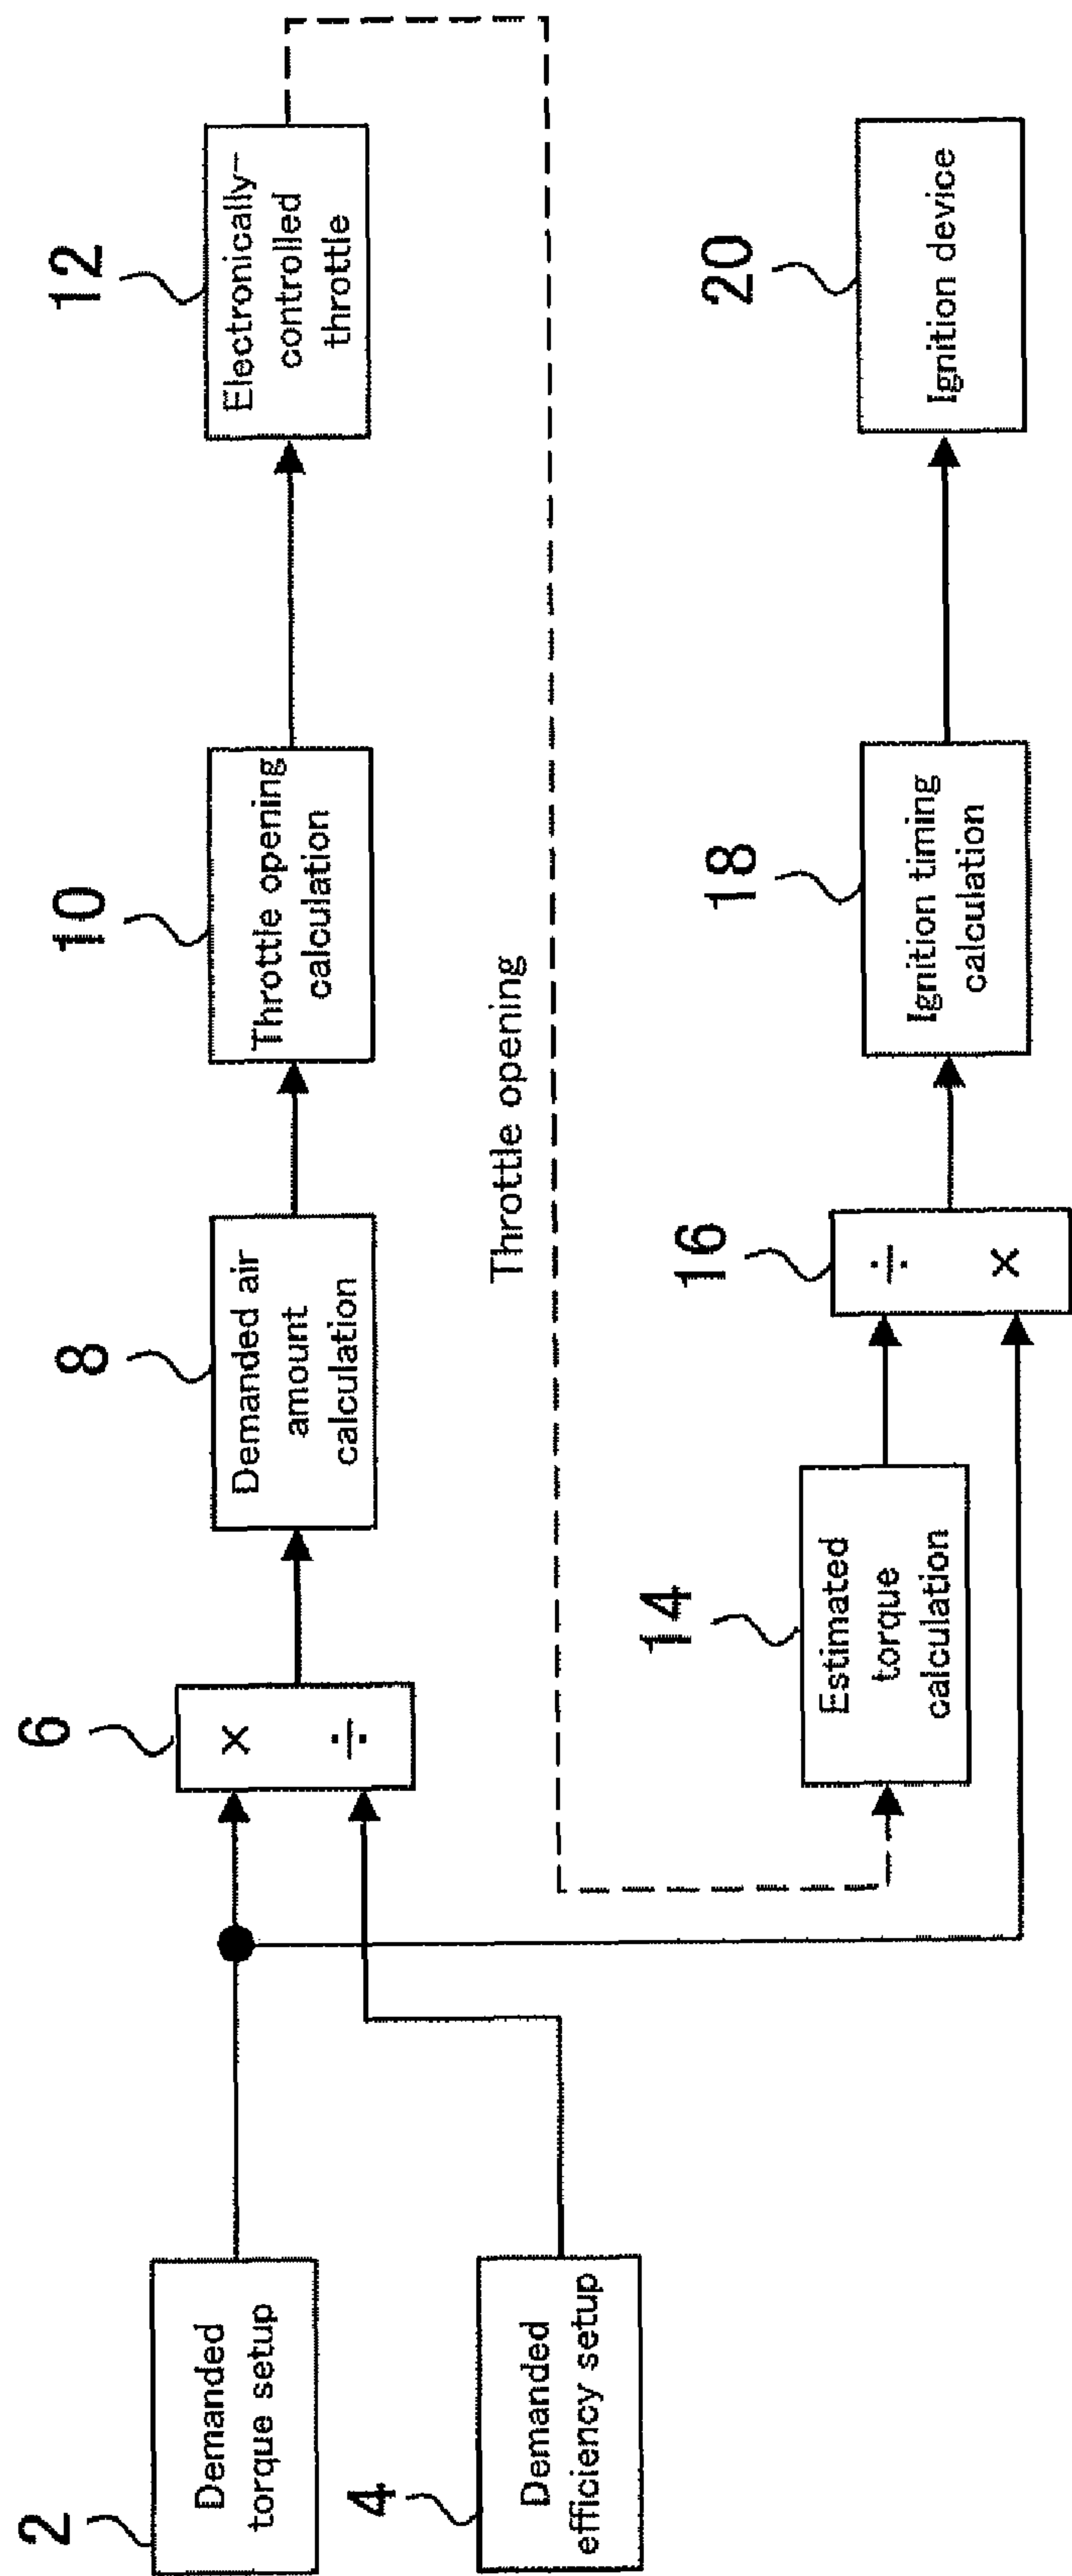 2
Demanded
torque setup
4
Demanded
efficiency setup
6
×
÷
8
Demanded air
amount
calculation
10
Throttle opening
calculation
12
Electronically-
controlled
throttle
Throttle opening
14
Estimated
torque
calculation
16
÷
×
18
Ignition timing
calculation
20
Ignition device